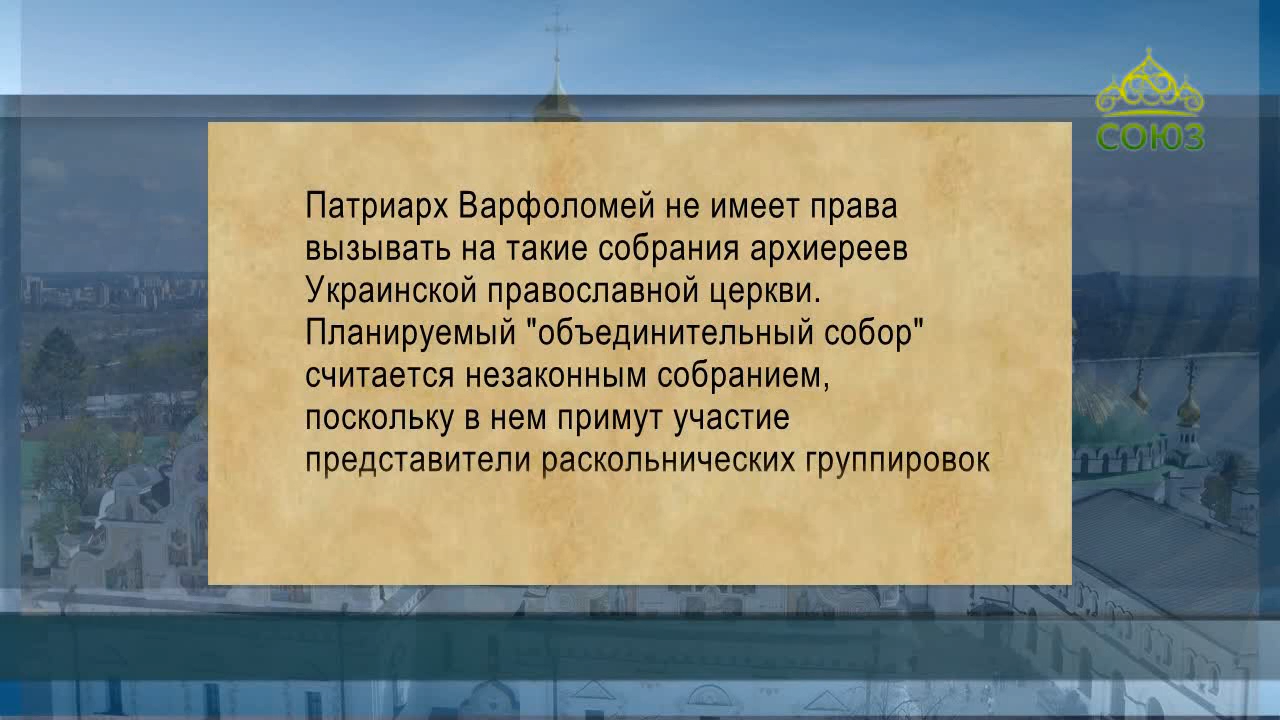 СОЮЗ
Патриарх Варфоломей не имеет права
вызывать на такие собрания архиереев
Украинской православной церкви.
Планируемый "объединительный собор"
считается незаконным собранием,
поскольку в нем примут участие
представители раскольнических группировок